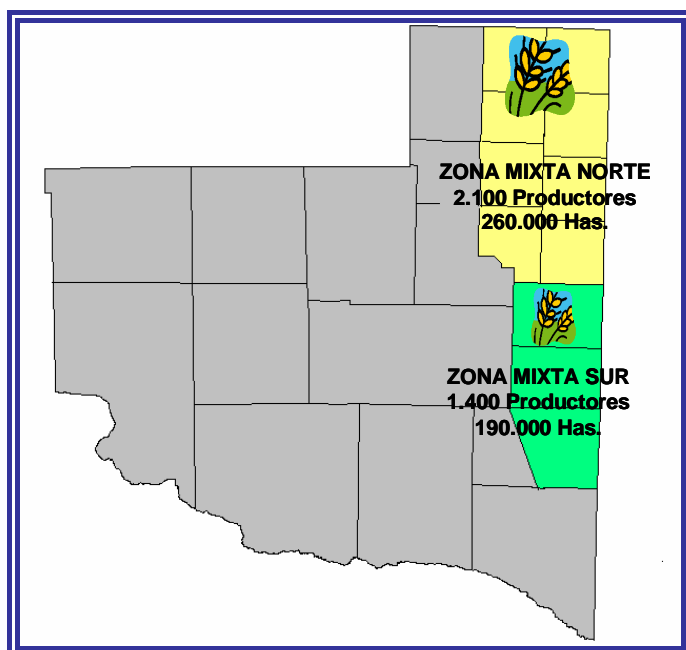 ZONA MIXTA NORTE
2.100 Productores
260.000 Has.
ZONA MIXTA SUR
1.400 Productores
190.000 Has.